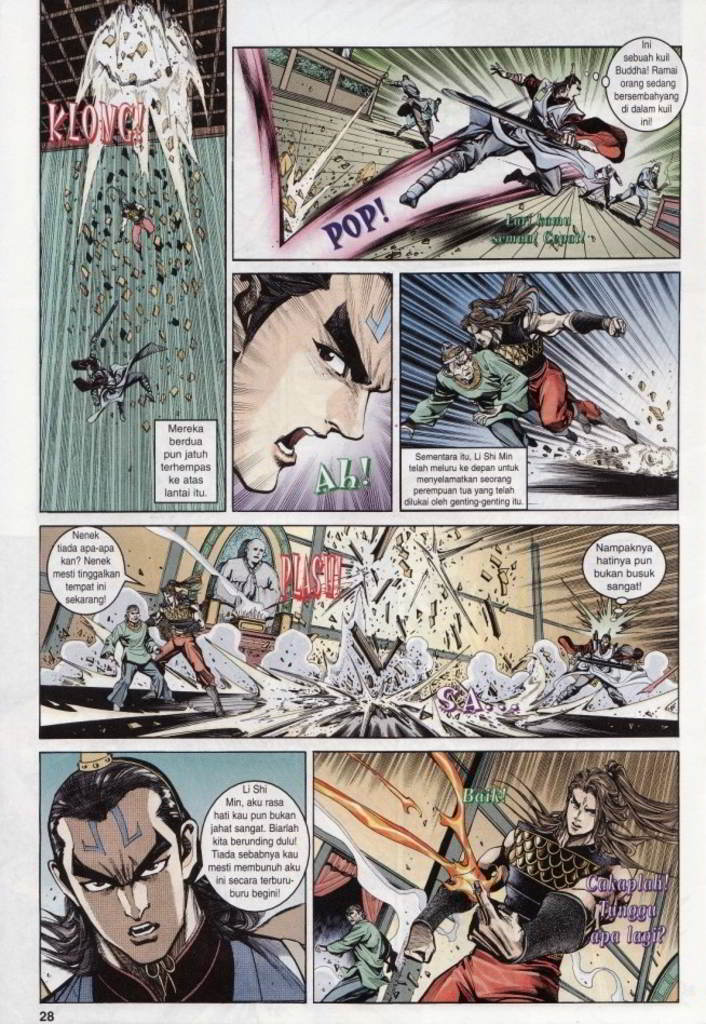 KLONG!
Mereka
berdua
pun jatuh
terhempas
ke atas
lantai itu.
Ini
sebuah kuil
Buddha! Ramai
orang sedang
bersembahyang
di dalam kuil
ini!
POP!
Lari kamu
semua! Cepat!
Ah!
Sementara itu, Li Shi Min
telah meluru ke depan untuk
menyelamatkan seorang
perempuan tua yang telah
dilukai oleh genting-genting itu.
Nenek
tiada apa-apa
kan? Nenek
mesti tinggalkan
tempat ini
sekarang!
PLASH!
Nampaknya
hatinya pun
bukan busuk
sangat!
SA...
Li Shi
Min, aku rasa
hati kau pun bukan
jahat sangat. Biarlah
kita berunding dulu!
Tiada sebabnya kau
mesti membunuh aku
ini secara terburu-
buru begini!
Baik!
Cakaplah!
Tunggu
apa lagi?
28